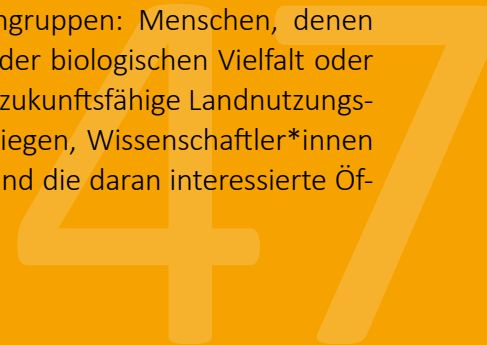 ngruppen: Menschen, denen
der biologischen Vielfalt oder
zukunftsfähige Landnutzungs-
iegen, Wissenschaftler*innen
nd die daran interessierte Öf-
47